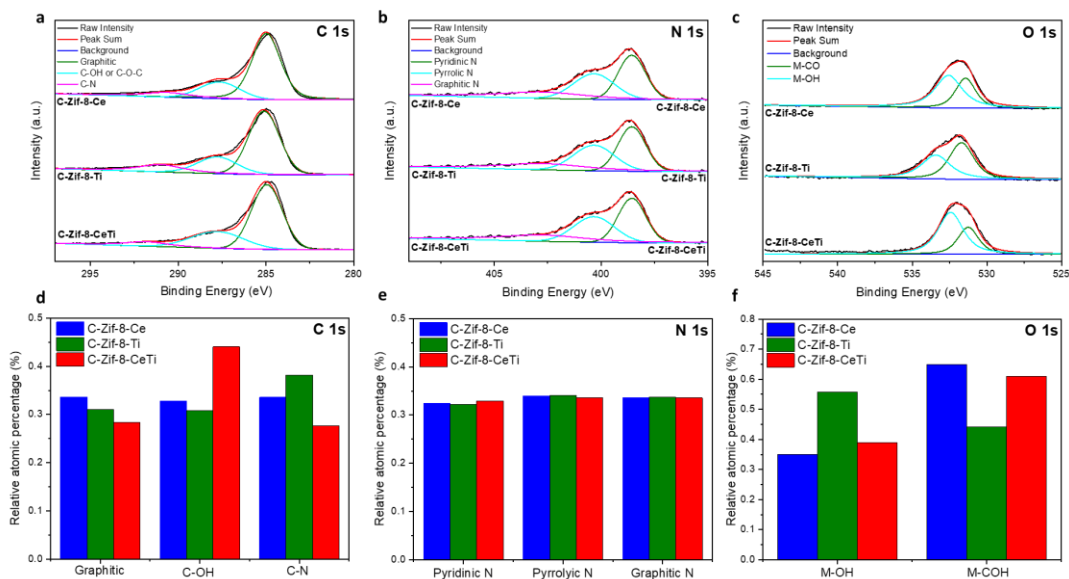 a
C 1s
Raw Intensity
Peak Sum
Background
Graphitic
C-OH or C-O-C
C-N
C-Zif-8-Ce
C-Zif-8-Ti
C-Zif-8-CeTi
Intensity (a.u.)
295
290
285
280
Binding Energy (eV)
b
N 1s
Raw Intensity
Peak Sum
Background
Pyridinic N
Pyrrolic N
Graphitic N
C-Zif-8-Ce
C-Zif-8-Ce
C-Zif-8-Ti
C-Zif-8-Ti
C-Zif-8-CeTi
C-Zif-8-CeTi
Intensity (a.u.)
405
400
395
Binding Energy (eV)
c
O 1s
Raw Intensity
Peak Sum
Background
M-CO
M-OH
C-Zif-8-Ce
C-Zif-8-Ti
C-Zif-8-CeTi
Intensity (a.u.)
545
540
535
530
525
Binding Energy (eV)
d
C 1s
C-Zif-8-Ce
C-Zif-8-Ti
C-Zif-8-CeTi
Relative atomic percentage (%)
0.5
0.4
0.3
0.2
0.1
0.0
Graphitic
C-OH
C-N
e
N 1s
C-Zif-8-Ce
C-Zif-8-Ti
C-Zif-8-CeTi
Relative atomic percentage (%)
0.5
0.4
0.3
0.2
0.1
0.0
Pyridinic N
Pyrrolyic N
Graphitic N
f
O 1s
C-Zif-8-Ce
C-Zif-8-Ti
C-Zif-8-CeTi
Relative atomic percentage (%)
0.8
0.7
0.6
0.5
0.4
0.3
0.2
0.1
0.0
M-OH
M-COH